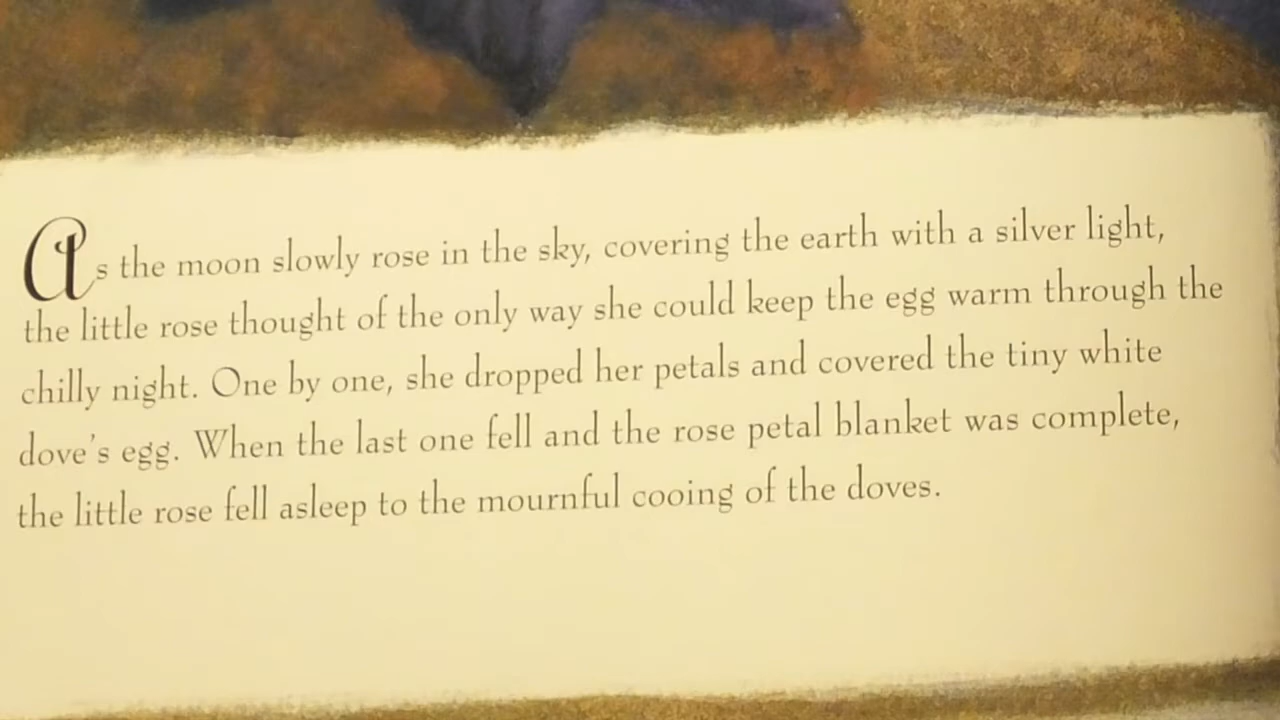 As the moon slowly rose in the sky, covering the earth with a silver light,
the little rose thought of the only way she could keep the egg warm through the
chilly night. One by one, she dropped her petals and covered the tiny white
dove's egg. When the last one fell and the rose petal blanket was complete,
the little rose fell asleep to the mournful cooing of the doves.